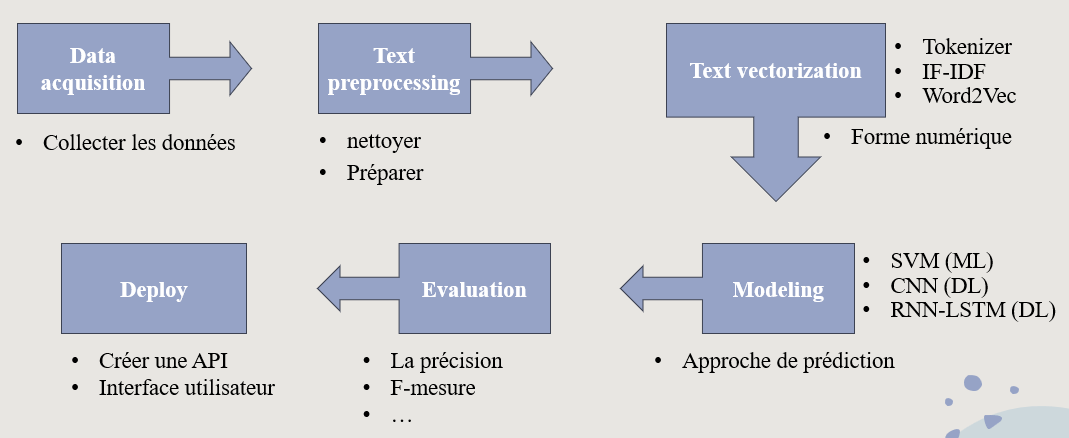 Data
acquisition
• Collecter les données
Text
preprocessing
• nettoyer
• Préparer
Text vectorization
• Tokenizer
• IF-IDF
• Word2Vec
• Forme numérique
Modeling
• SVM (ML)
• CNN (DL)
• RNN-LSTM (DL)
• Approche de prédiction
Evaluation
• La précision
• F-mesure
• …
Deploy
• Créer une API
• Interface utilisateur